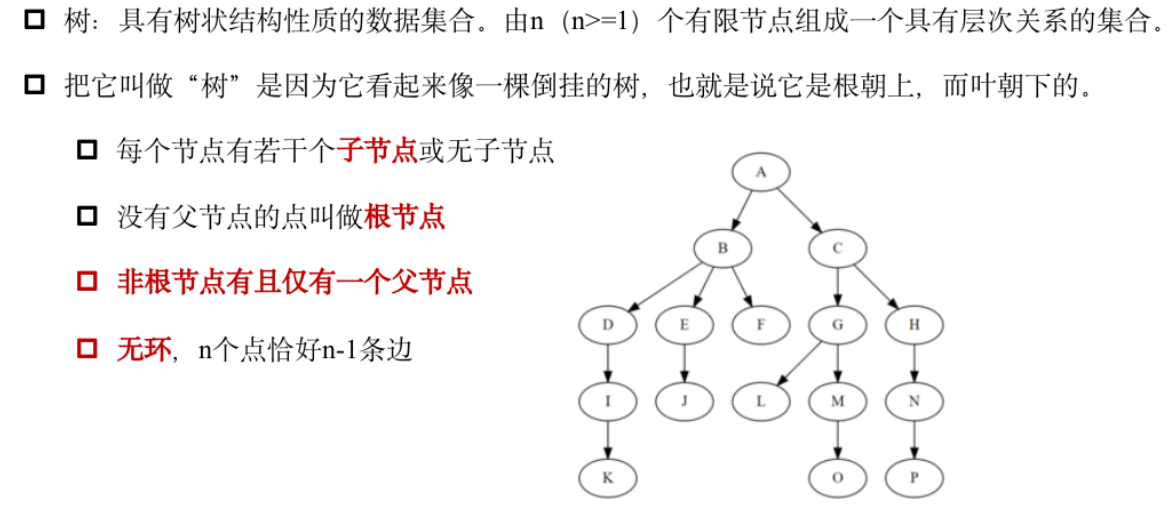 树：具有树状结构性质的数据集合。由n（n>=1）个有限节点组成一个具有层次关系的集合。
把它叫做“树”是因为它看起来像一棵倒挂的树，也就是说它是根朝上，而叶朝下的。
每个节点有若干个子节点或无子节点
没有父节点的点叫做根节点
非根节点有且仅有一个父节点
无环，n个点恰好n-1条边
A
B C
D E F G H
I J L M N
K O P